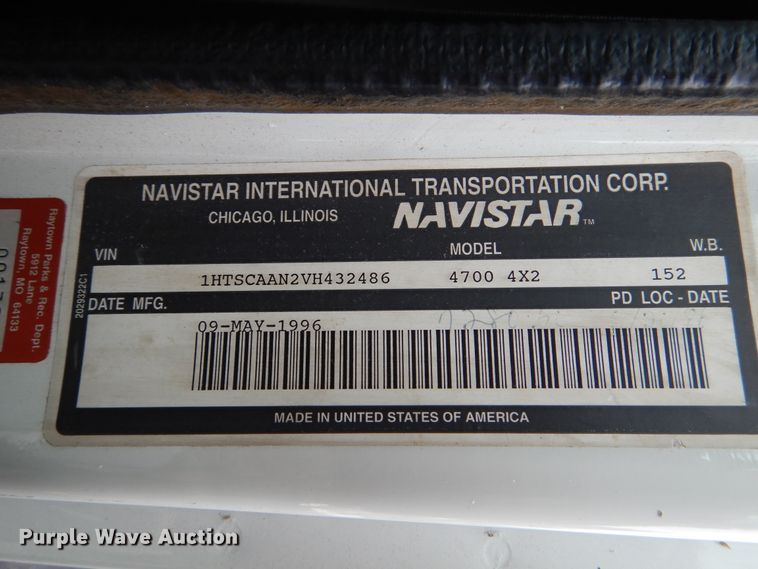 NAVISTAR INTERNATIONAL TRANSPORTATION CORP.
CHICAGO, ILLINOIS NAVISTAR™
VIN MODEL W.B.
1HTSCAAN2VH432486 4700 4X2 152
DATE MFG. PD LOC - DATE
09-MAY-1996
MADE IN UNITED STATES OF AMERICA
2029322C1
Raytown Parks & Rec. Dept.
5912 Lane
Raytown, MO 64133
Purple Wave Auction